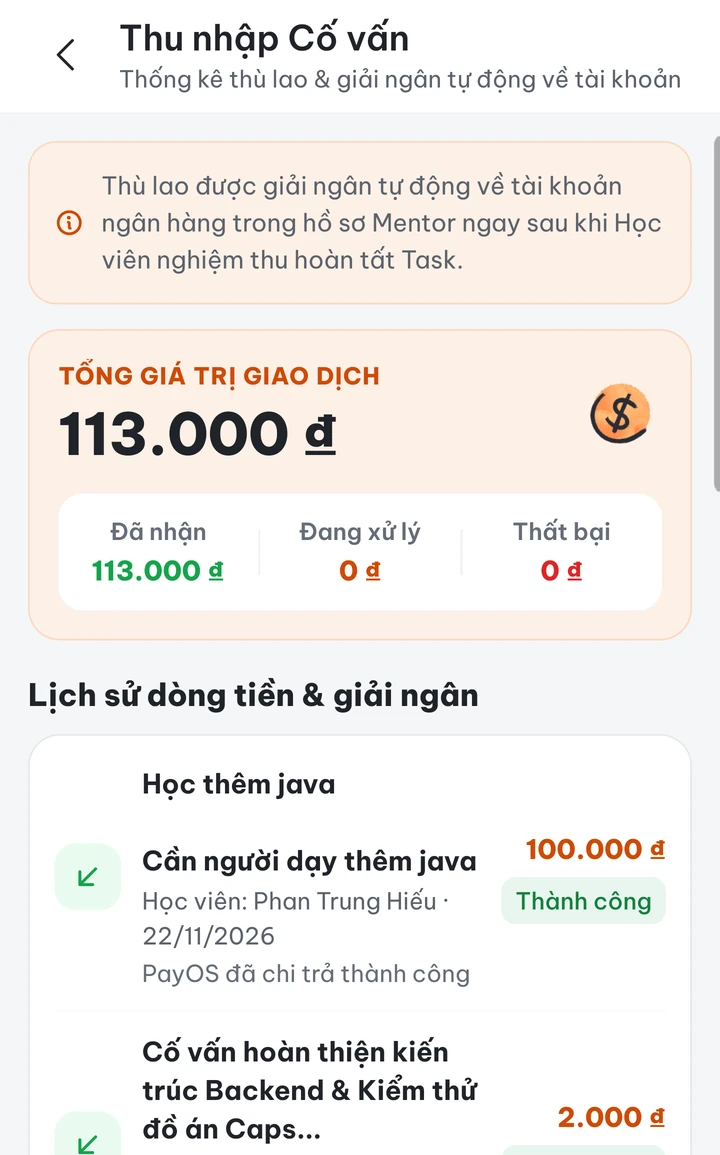 Thu nhập Cố vấn
Thống kê thù lao & giải ngân tự động về tài khoản
Thù lao được giải ngân tự động về tài khoản
ngân hàng trong hồ sơ Mentor ngay sau khi Học
viên nghiệm thu hoàn tất Task.
TỔNG GIÁ TRỊ GIAO DỊCH
113.000 đ
$
Đã nhận
113.000 đ
Đang xử lý
0 đ
Thất bại
0 đ
Lịch sử dòng tiền & giải ngân
Học thêm java
Cần người dạy thêm java
Học viên: Phan Trung Hiếu ·
22/11/2026
PayOS đã chi trả thành công
100.000 đ
Thành công
Cố vấn hoàn thiện kiến
trúc Backend & Kiểm thử
đồ án Caps...
2.000 đ